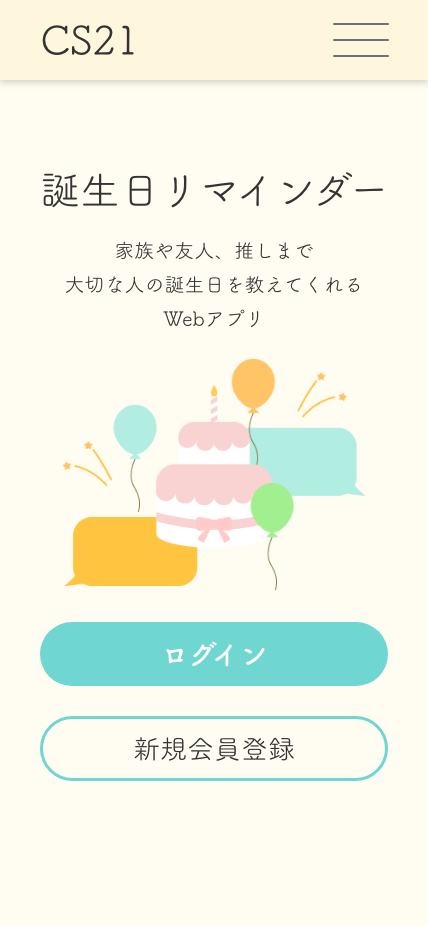 CS21
誕生日リマインダー
家族や友人、推しまで
大切な人の誕生日を教えてくれる
Webアプリ
ログイン
新規会員登録